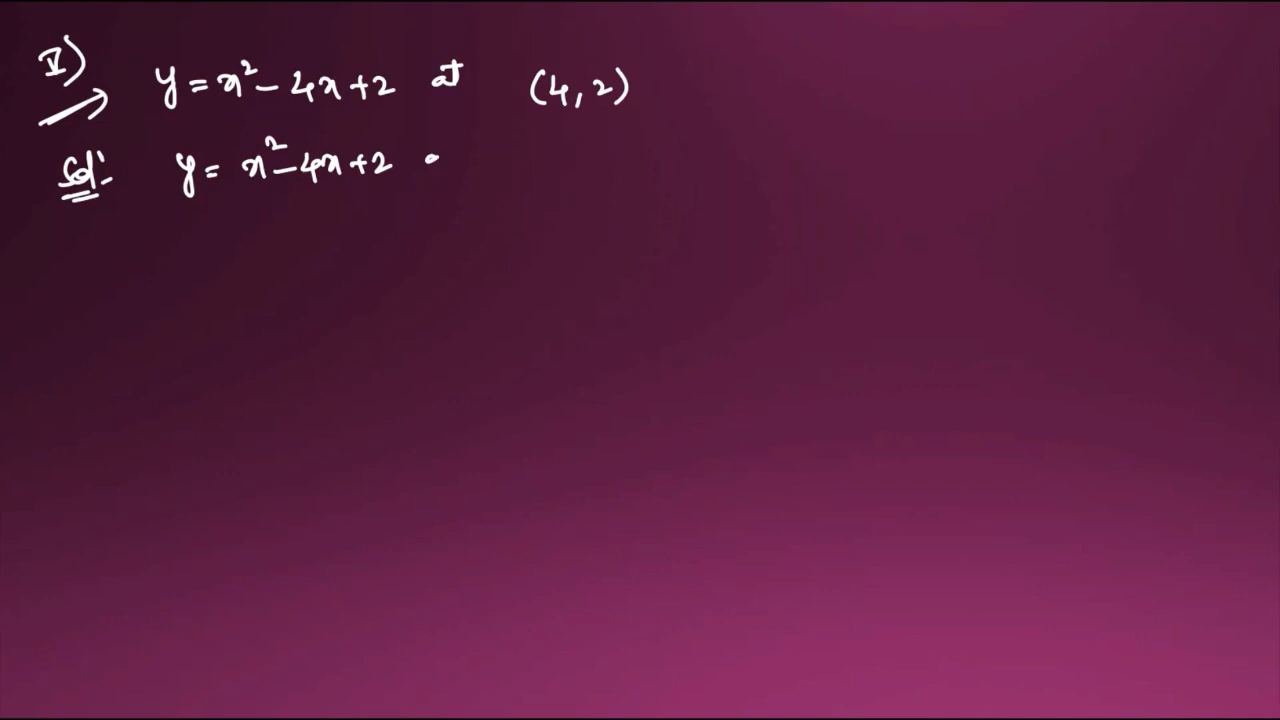 V) y = x² - 4x + 2 at (4, 2)
Sol: y = x² - 4x + 2